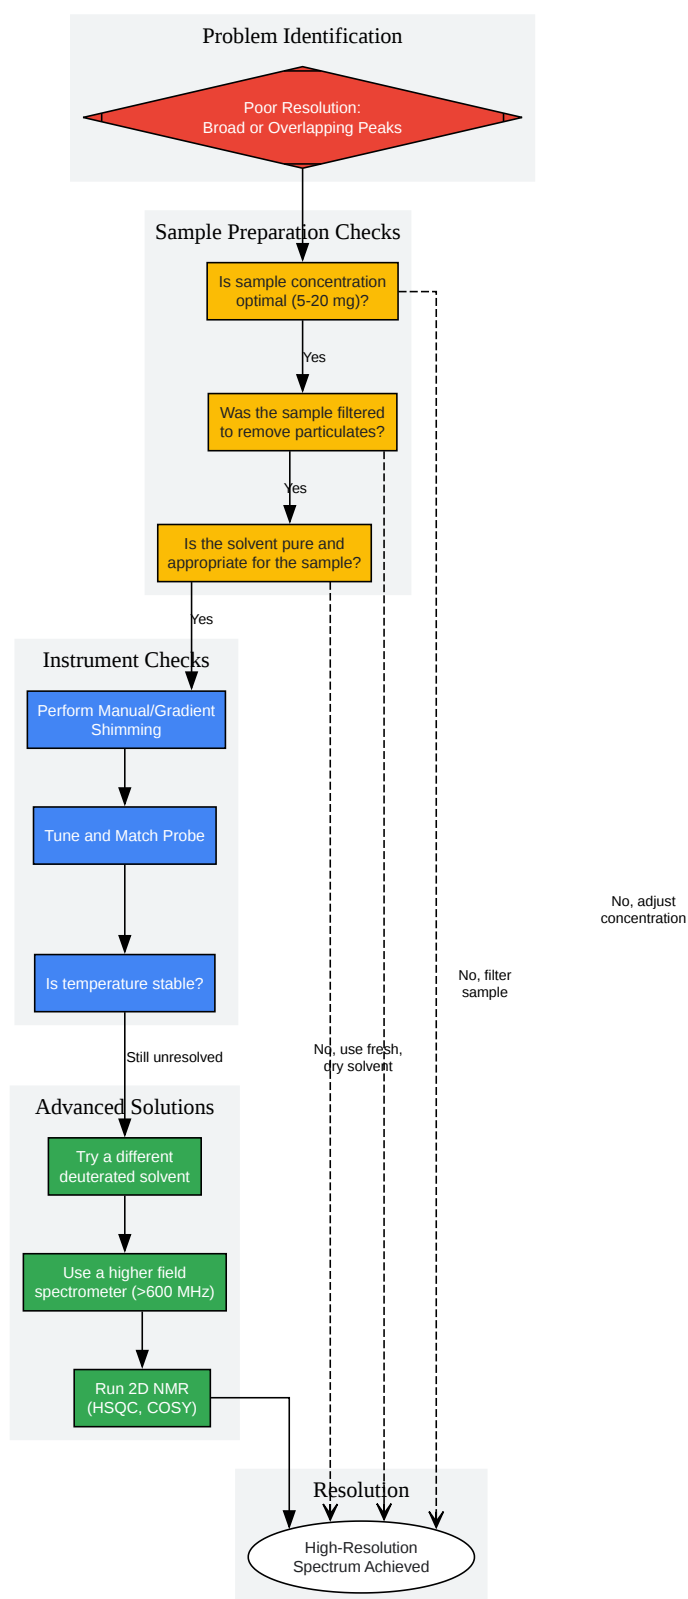 Problem Identification
Poor Resolution:
Broad or Overlapping Peaks
Sample Preparation Checks
Is sample concentration
optimal (5-20 mg)?
Yes
Was the sample filtered
to remove particulates?
Yes
Is the solvent pure and
appropriate for the sample?
Yes
Instrument Checks
Perform Manual/Gradient
Shimming
Tune and Match Probe
No, adjust
concentration
Is temperature stable?
No, filter
sample
Still unresolved
No, use fresh,
dry solvent
Advanced Solutions
Try a different
deuterated solvent
Use a higher field
spectrometer (>600 MHz)
Run 2D NMR
(HSQC, COSY)
Resolution
High-Resolution
Spectrum Achieved